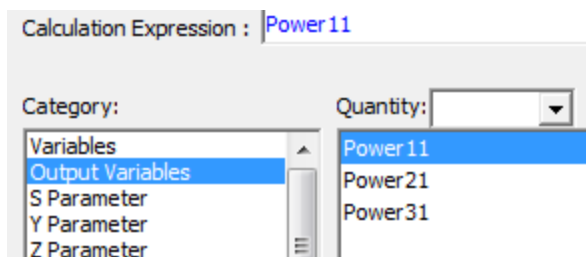 Calculation Expression : Power11
Category:
Quantity:
Variables
Output Variables
S Parameter
Y Parameter
Z Parameter
Power11
Power21
Power31